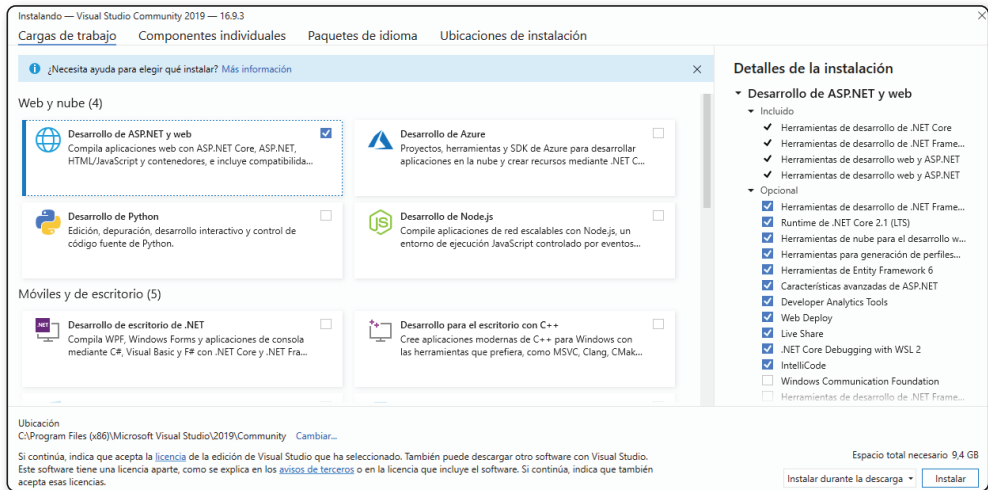 Instalando — Visual Studio Community 2019 — 16.9.3
Cargas de trabajo
Componentes individuales
Paquetes de idioma
Ubicaciones de instalación
¿Necesita ayuda para elegir qué instalar? Más información
Web y nube (4)
Desarrollo de ASP.NET y web
Compila aplicaciones web con ASP.NET Core, ASP.NET,
HTML/JavaScript y contenedores, e incluye compatibilida...
Desarrollo de Azure
Proyectos, herramientas y SDK de Azure para desarrollar
aplicaciones en la nube y crear recursos mediante .NET C...
Desarrollo de Python
Edición, depuración, desarrollo interactivo y control de
código fuente de Python.
Desarrollo de Node.js
Compile aplicaciones de red escalables con Node.js, un
entorno de ejecución JavaScript controlado por eventos...
Móviles y de escritorio (5)
.NET
Desarrollo de escritorio de .NET
Compila WPF, Windows Forms y aplicaciones de consola
mediante C#, Visual Basic y F# con .NET Core y .NET Fra...
Desarrollo para el escritorio con C++
Cree aplicaciones modernas de C++ para Windows con
las herramientas que prefiera, como MSVC, Clang, CMak...
Detalles de la instalación
Desarrollo de ASP.NET y web
Incluido
Herramientas de desarrollo de .NET Core
Herramientas de desarrollo de .NET Frame...
Herramientas de desarrollo web y ASP.NET
Herramientas de desarrollo web y ASP.NET
Opcional
Herramientas de desarrollo de .NET Frame...
Runtime de .NET Core 2.1 (LTS)
Herramientas de nube para el desarrollo w...
Herramientas para generación de perfiles...
Herramientas de Entity Framework 6
Características avanzadas de ASP.NET
Developer Analytics Tools
Web Deploy
Live Share
.NET Core Debugging with WSL 2
IntelliCode
Windows Communication Foundation
Herramientas de desarrollo de .NET Frame...
Ubicación
C:\Program Files (x86)\Microsoft Visual Studio\2019\Community Cambiar...
Si continúa, indica que acepta la licencia de la edición de Visual Studio que ha seleccionado. También puede descargar otro software con Visual Studio.
Este software tiene una licencia aparte, como se explica en los avisos de terceros o en la licencia que incluye el software. Si continúa, indica que también
acepta esas licencias.
Espacio total necesario 9,4 GB
Instalar durante la descarga
Instalar